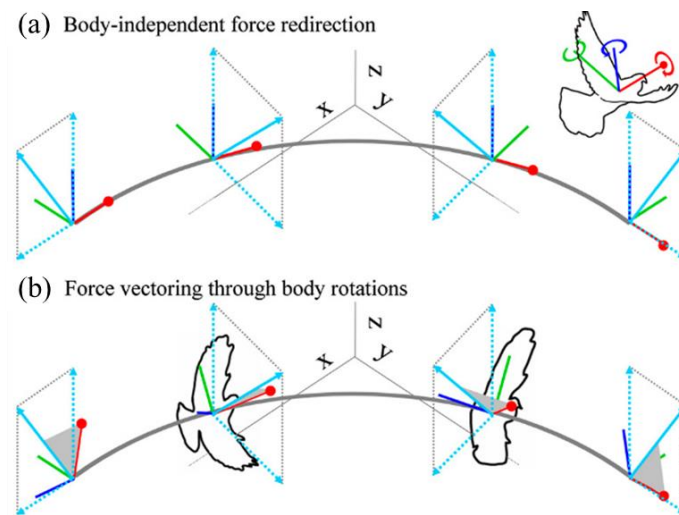 (a) Body-independent force redirection
z
x y
(b) Force vectoring through body rotations
z
x y